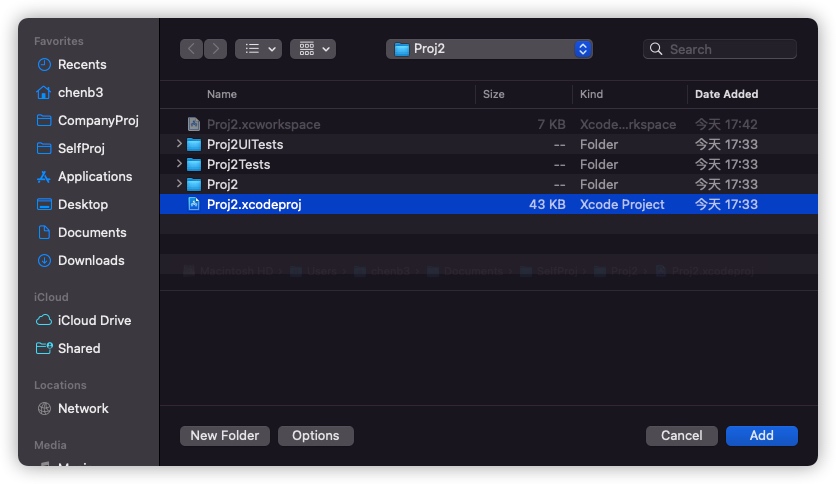 Favorites
Recents
chenb3
CompanyProj
SelfProj
Applications
Desktop
Documents
Downloads
iCloud
iCloud Drive
Shared
Locations
Network
Media
Proj2
Search
Name Size Kind Date Added
Proj2.xcworkspace 7 KB Xcode...rkspace 今天 17:42
Proj2UITests -- Folder 今天 17:33
Proj2Tests -- Folder 今天 17:33
Proj2 -- Folder 今天 17:33
Proj2.xcodeproj 43 KB Xcode Project 今天 17:33
Macintosh HD › Users › chenb3 › Documents › SelfProj › Proj2 › Proj2.xcodeproj
New Folder Options Cancel Add